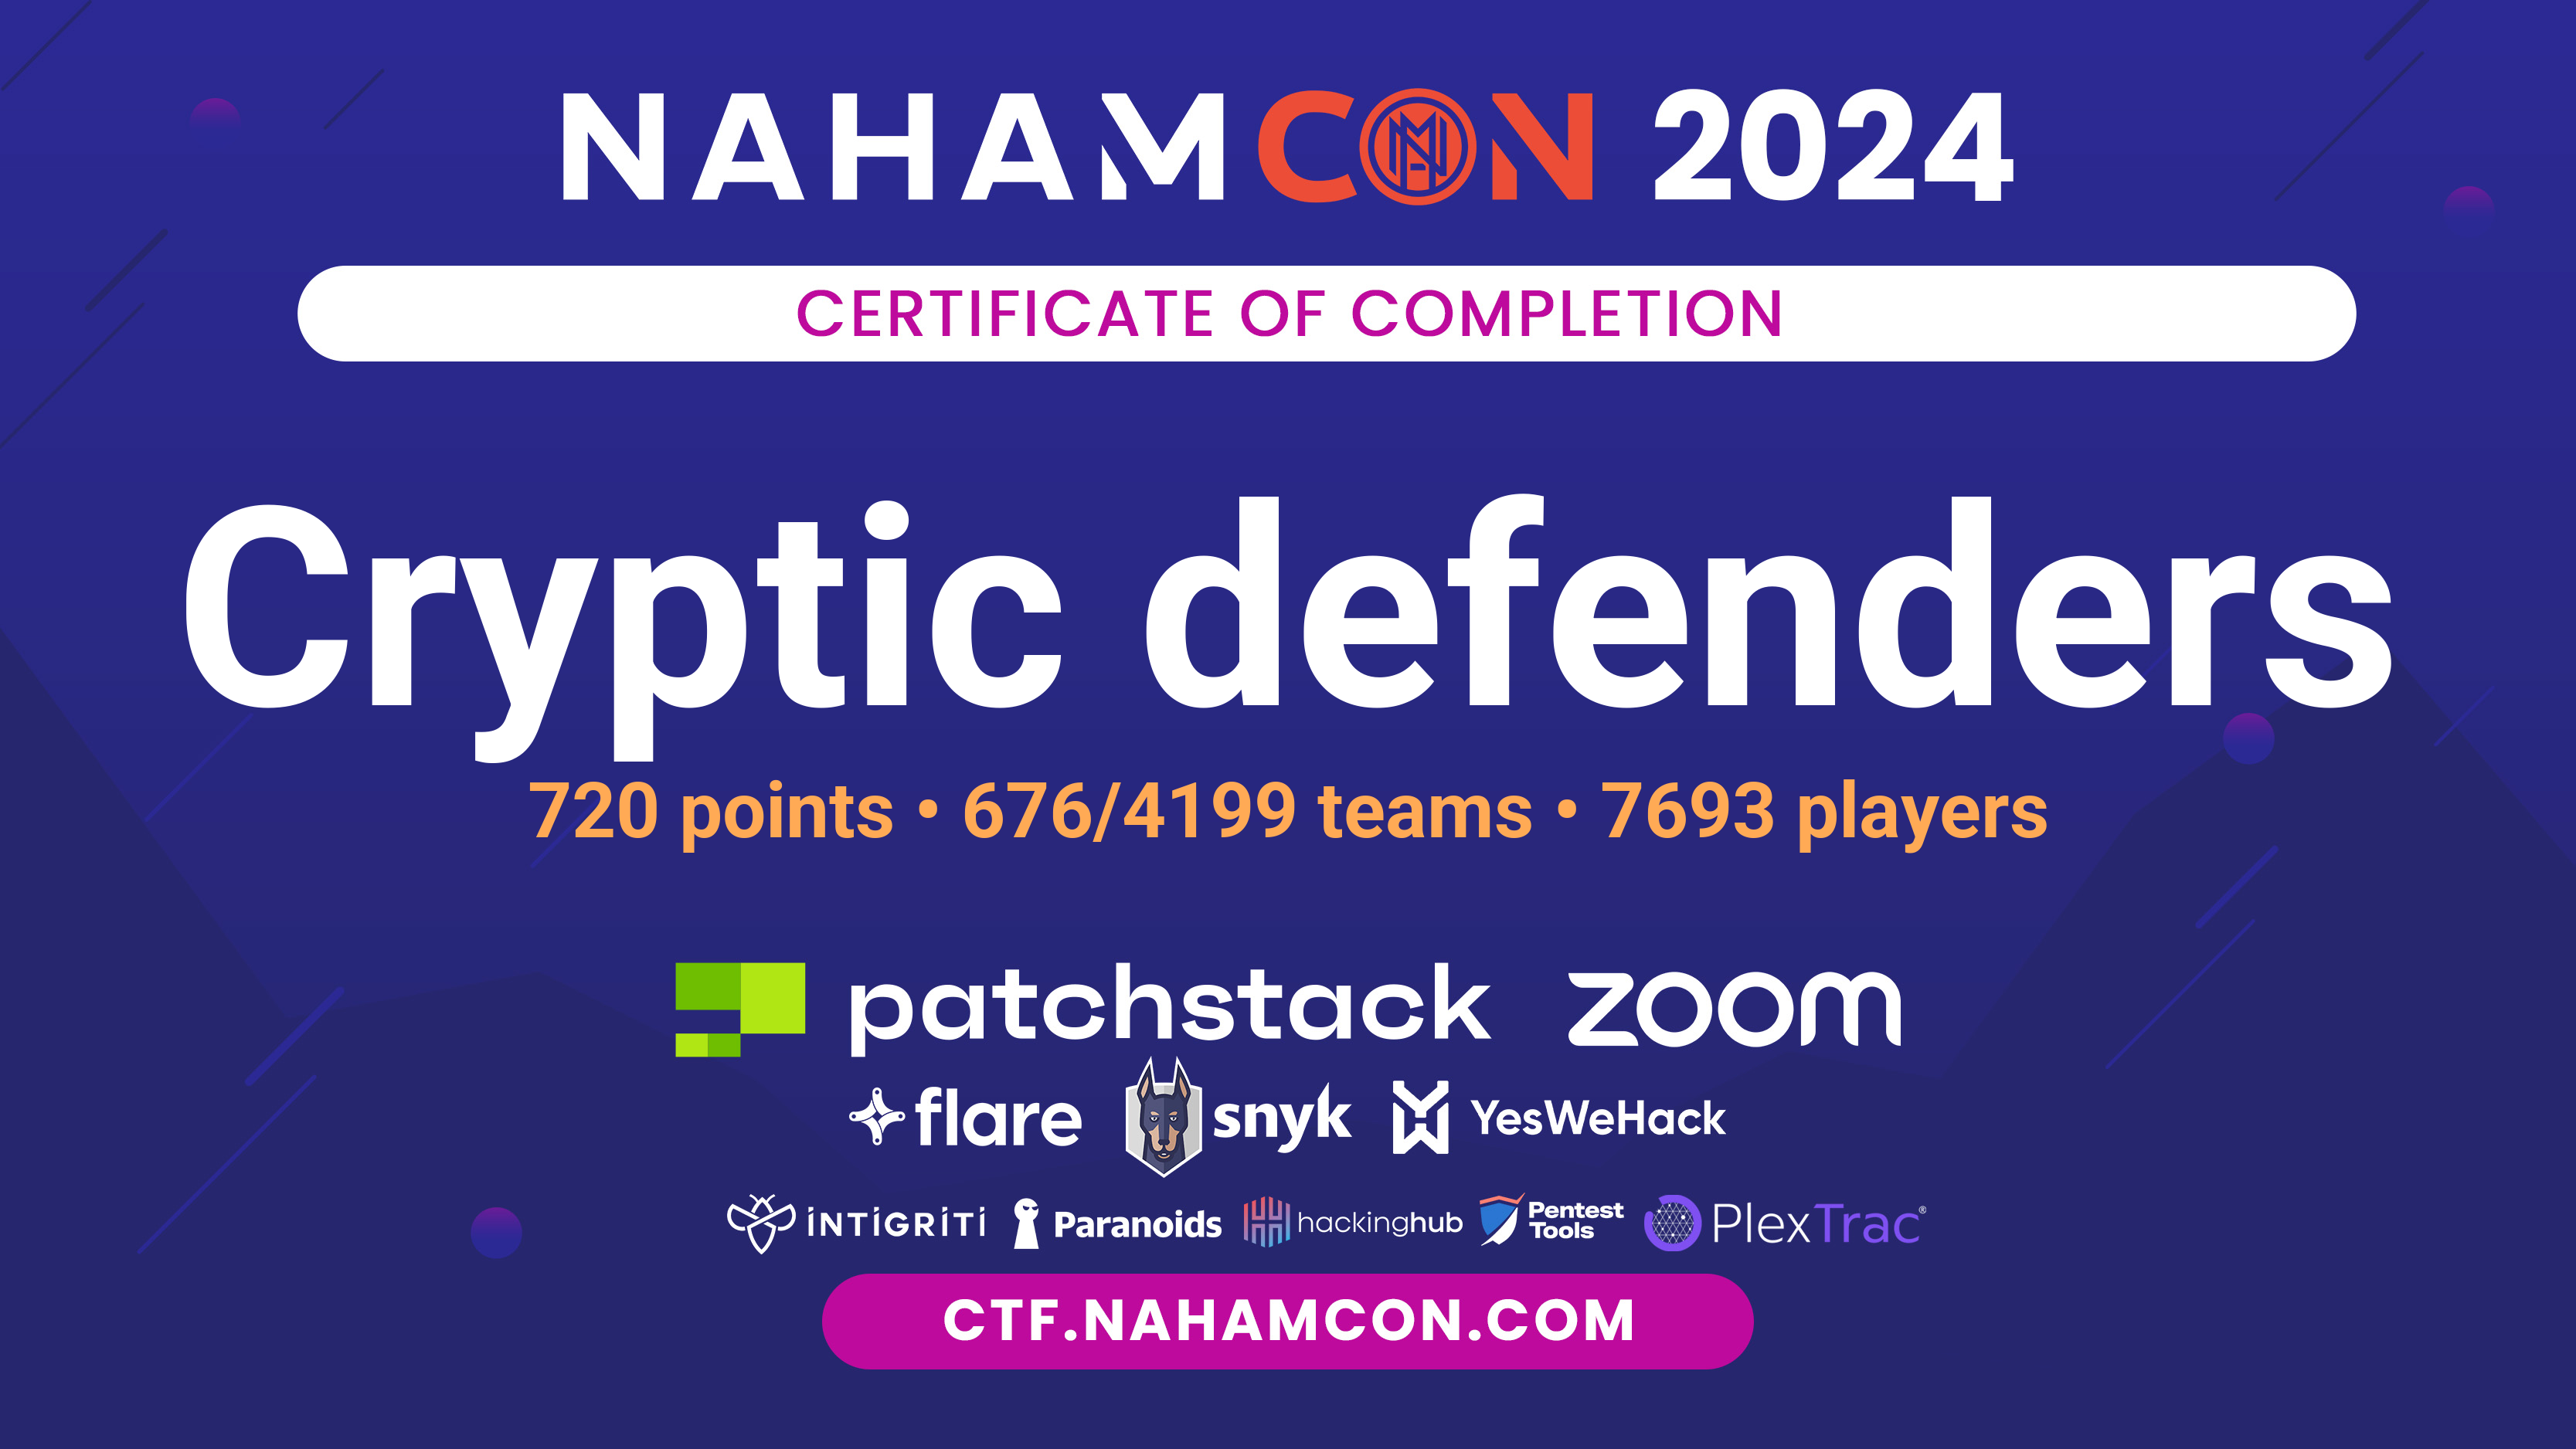 NAHAMCON 2024
CERTIFICATE OF COMPLETION
Cryptic defenders
720 points • 676/4199 teams • 7693 players
patchstack zoom
flare snyk YesWeHack
INTIGRITI Paranoids hackinghub Pentest Tools PlexTrac®
CTF.NAHAMCON.COM